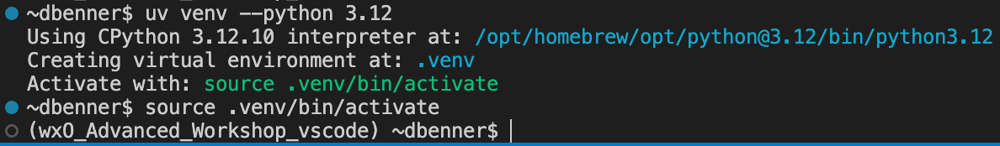 ~dbenner$ uv venv --python 3.12
Using CPython 3.12.10 interpreter at: /opt/homebrew/opt/python@3.12/bin/python3.12
Creating virtual environment at: .venv
Activate with: source .venv/bin/activate
~dbenner$ source .venv/bin/activate
(wxO_Advanced_Workshop_vscode) ~dbenner$